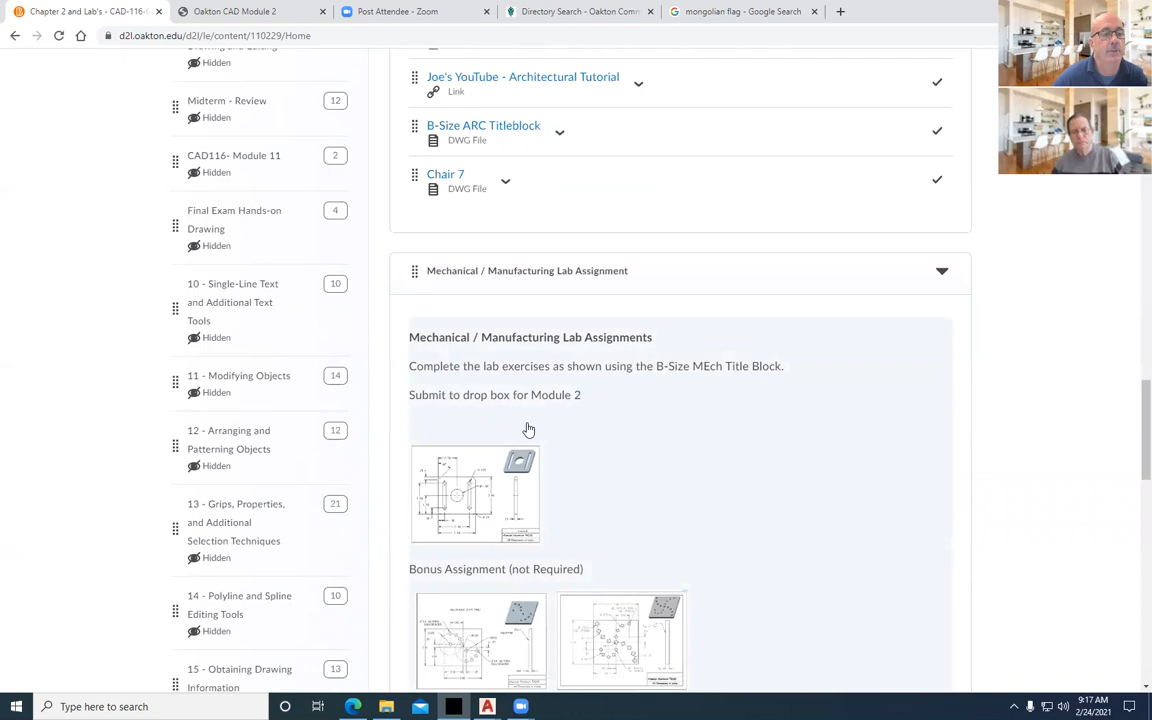 Chapter 2 and Lab's - CAD-116-
Oakton CAD Module 2
Post Attendee - Zoom
Directory Search - Oakton Comm
mongolian flag - Google Search
d2l.oakton.edu/d2l/le/content/110229/Home
Hidden
Midterm - Review
12
Hidden
CAD116- Module 11
2
Hidden
Final Exam Hands-on
Drawing
4
Hidden
10 - Single-Line Text
and Additional Text
Tools
10
Hidden
11 - Modifying Objects
14
Hidden
12 - Arranging and
Patterning Objects
12
Hidden
13 - Grips, Properties,
and Additional
Selection Techniques
21
Hidden
14 - Polyline and Spline
Editing Tools
10
Hidden
15 - Obtaining Drawing
Information
13
Joe's YouTube - Architectural Tutorial
Link
B-Size ARC Titleblock
DWG File
Chair 7
DWG File
Mechanical / Manufacturing Lab Assignment
Mechanical / Manufacturing Lab Assignments
Complete the lab exercises as shown using the B-Size MEch Title Block.
Submit to drop box for Module 2
Bonus Assignment (not Required)
Type here to search
9:17 AM
2/24/2021